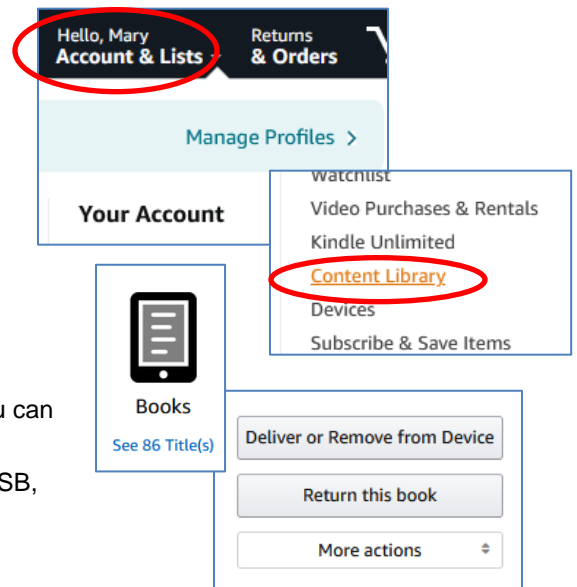 Hello, Mary
Account & Lists
Returns
& Orders
Manage Profiles >
Your Account
Watchlist
Video Purchases & Rentals
Kindle Unlimited
Content Library
Devices
Subscribe & Save Items
Books
See 86 Title(s)
u can
SB,
Deliver or Remove from Device
Return this book
More actions